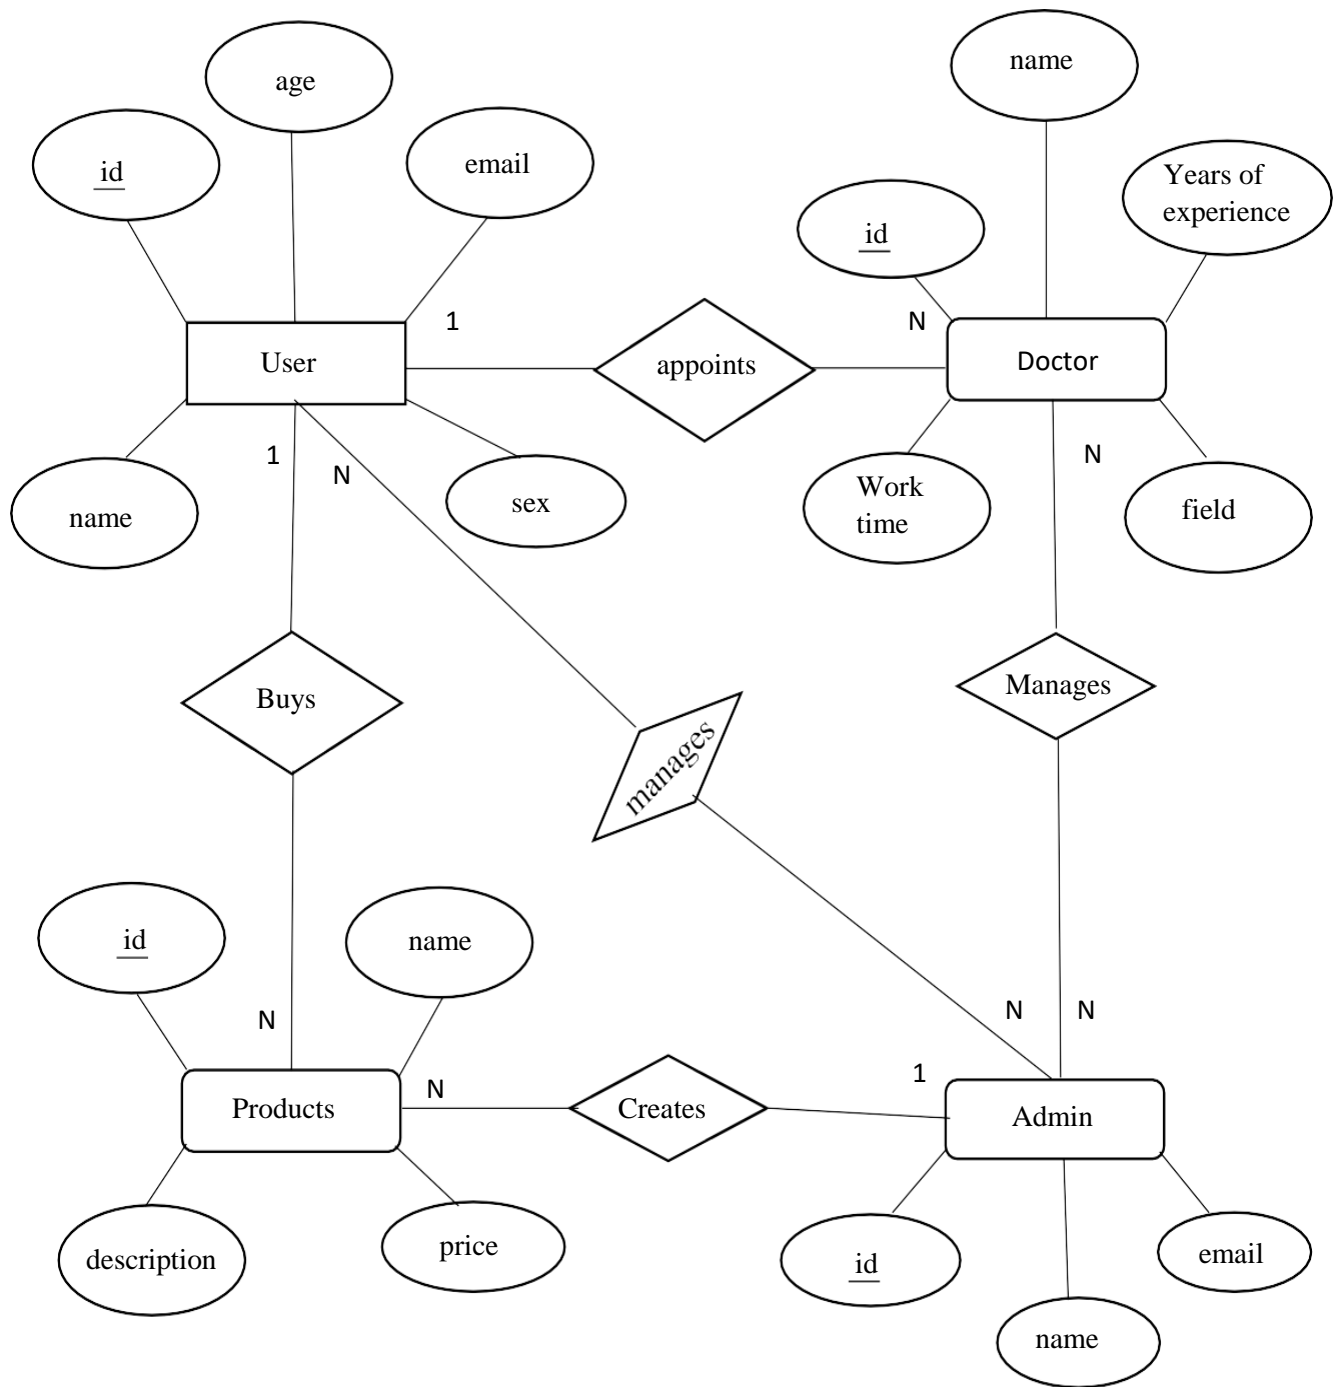 age
name
id
email
Years of
experience
id
1
N
User
appoints
Doctor
1
N
N
name
sex
Work
time
field
Buys
Manages
manages
id
name
N
N
N
1
N
Products
Creates
Admin
description
price
id
email
name